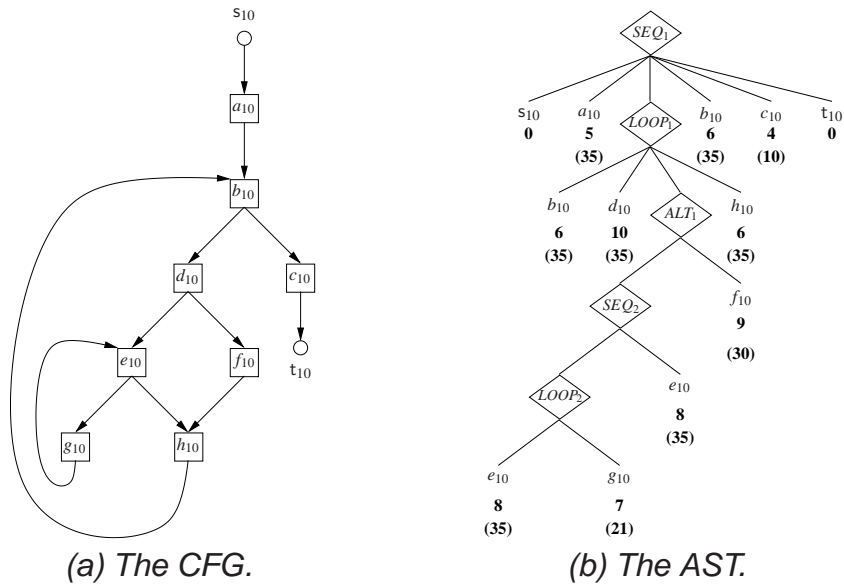 s10
a10
b10
d10
c10
e10
f10
t10
g10
h10
(a) The CFG.
SEQ1
s10 a10 LOOP1 b10 c10 t10
0 5 6 4 0
(35) (35) (10)
b10 d10 ALT1 h10
6 10 6
(35) (35) (35)
SEQ2 f10
9
(30)
LOOP2 e10
8
(35)
e10 g10
8 7
(35) (21)
(b) The AST.